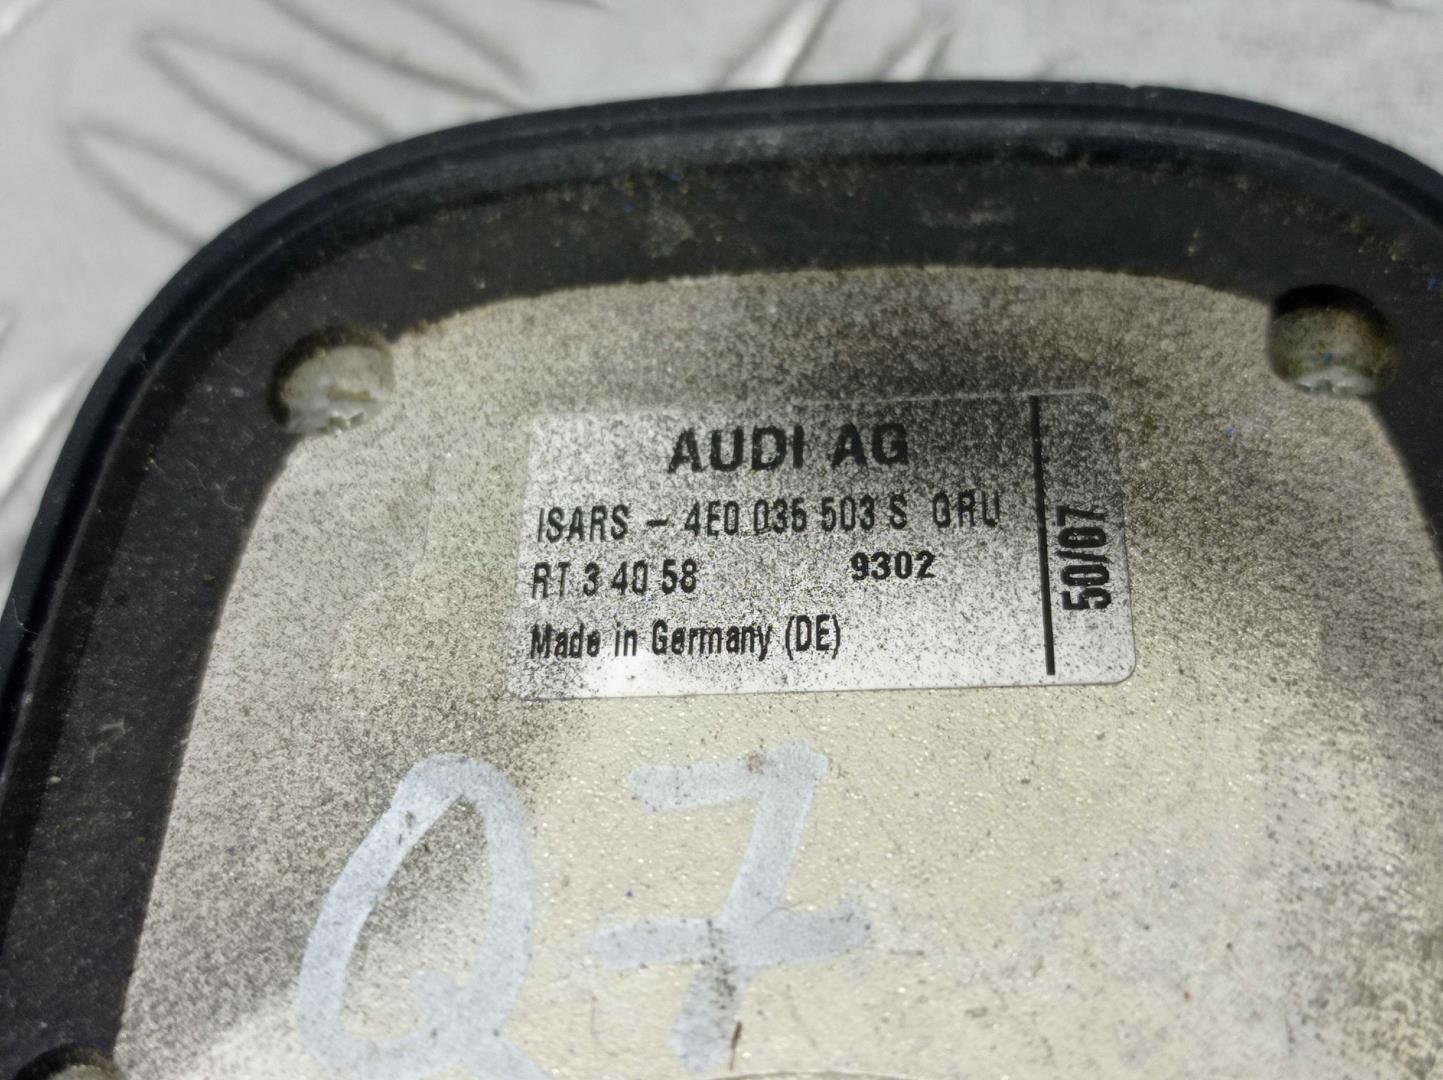 AUDI AG
ISARS - 4E0 035 503 S GRU
RT 3 40 58 9302
Made in Germany (DE)
50/07
Q7